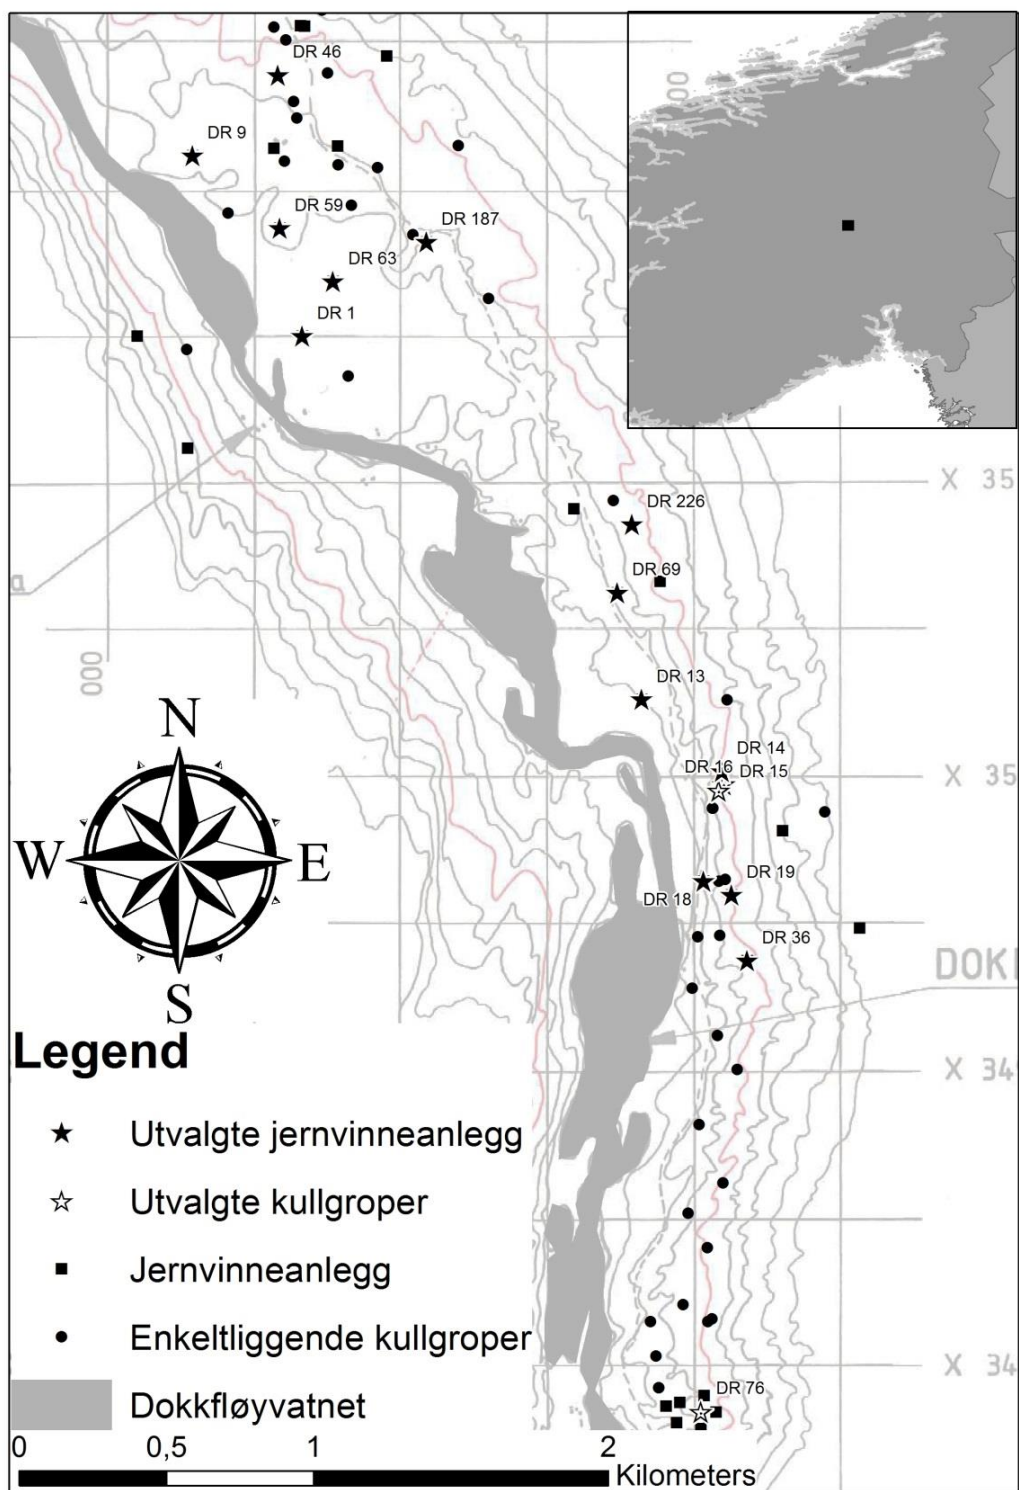 DR 46
000
DR 9
DR 59
DR 187
DR 63
DR 1
X 35
DR 226
a
DR 69
000
DR 13
N
DR 14
DR 16
DR 15
X 35
W
E
DR 19
DR 18
DR 36
S
X 34
Legend
Utvalgte jernvinneanlegg
Utvalgte kullgroper
Jernvinneanlegg
Enkeltliggende kullgroper
X 34
DR 76
Dokkfløyvatnet
0
0,5
1
2
Kilometers